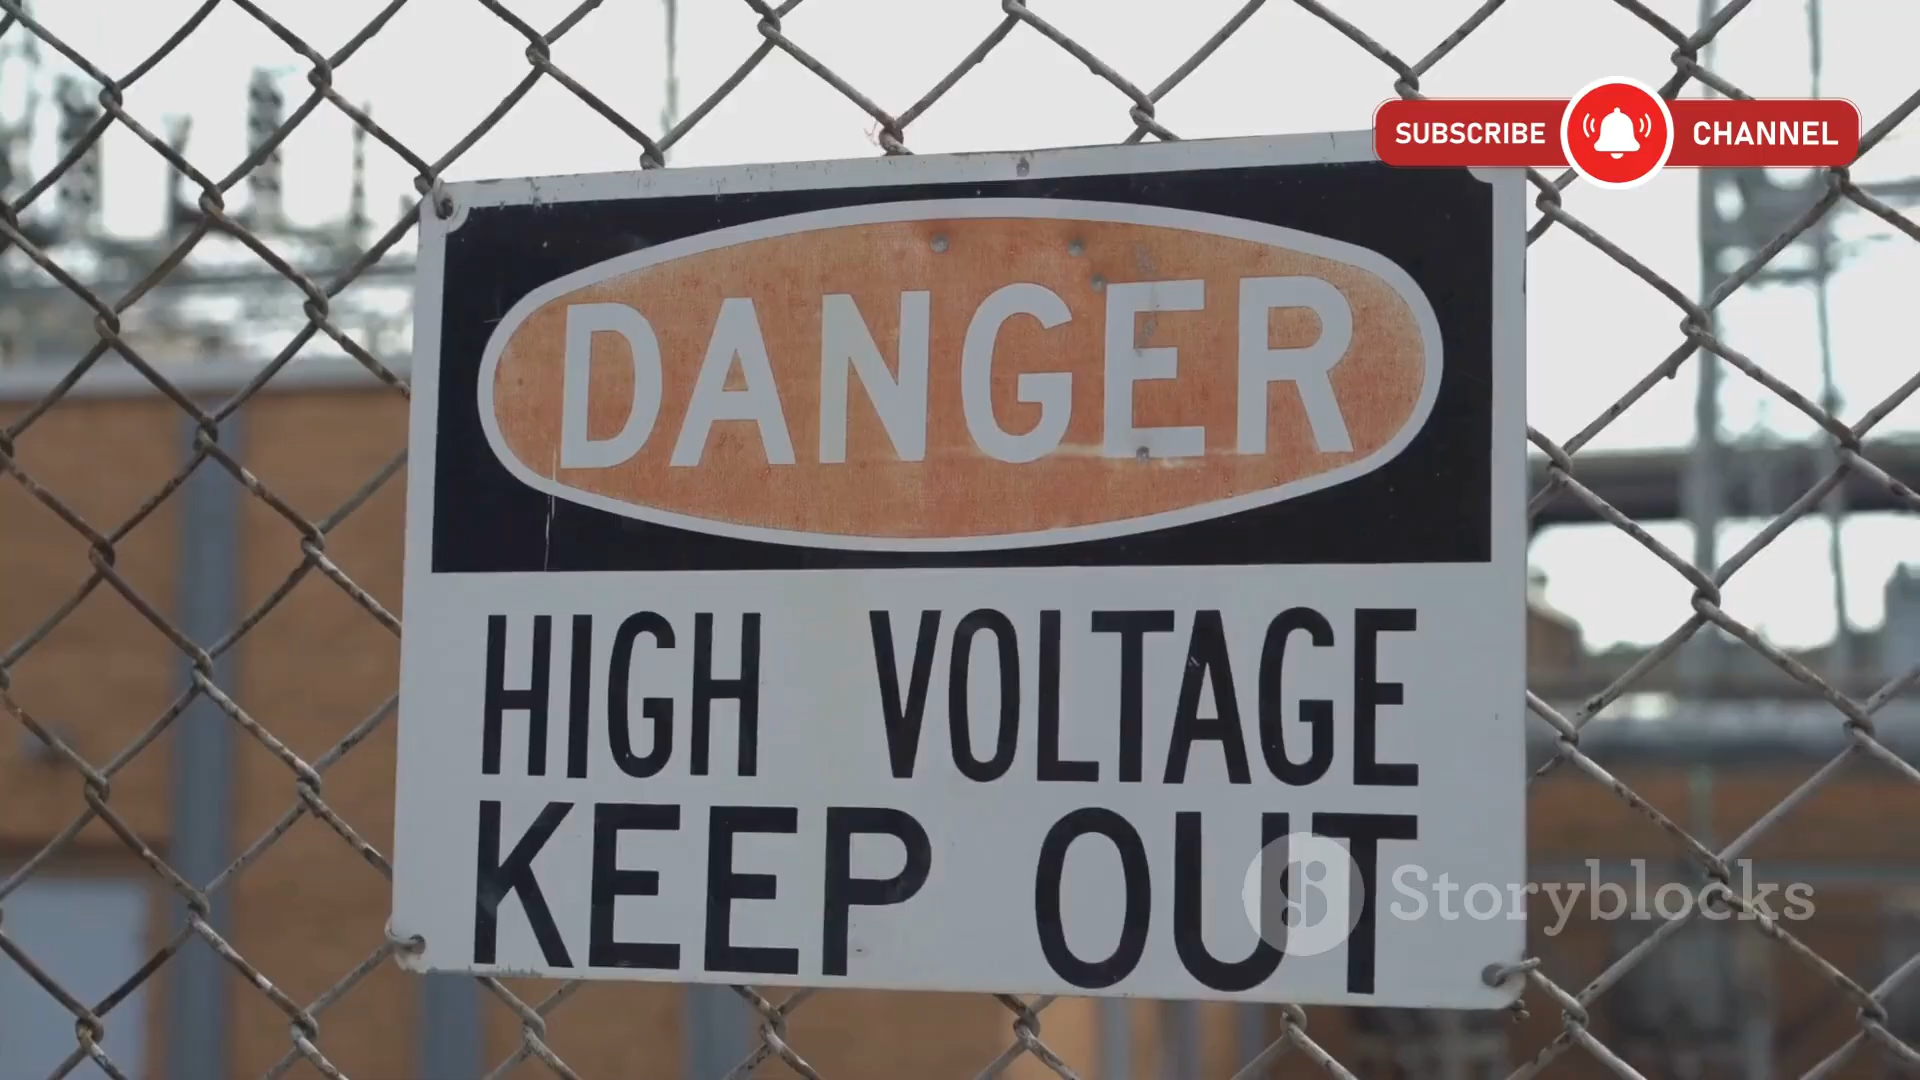 SUBSCRIBE CHANNEL
DANGER
HIGH VOLTAGE
KEEP OUT
Storyblocks